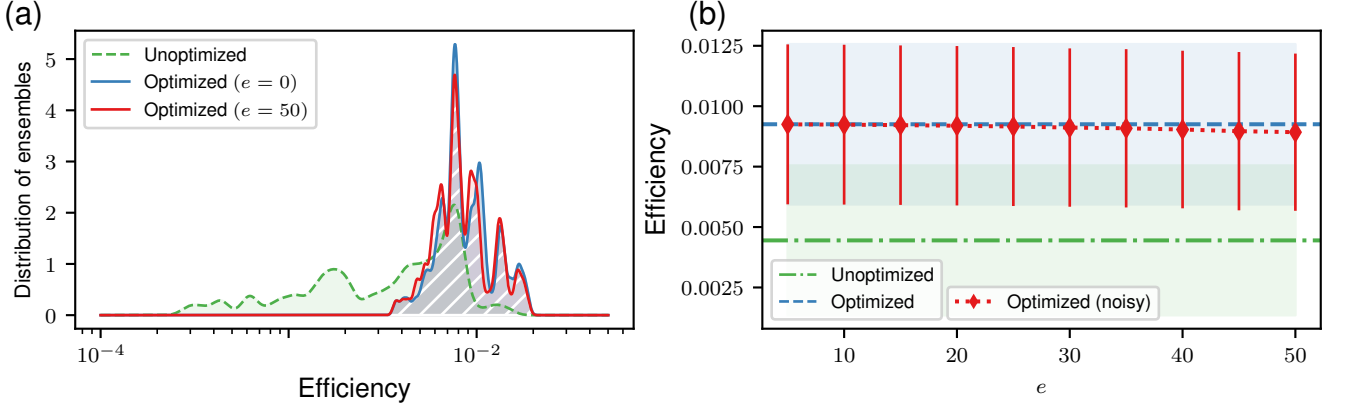 (a)
Distribution of ensembles
5
4
3
2
1
0
Unoptimized
Optimized (e = 0)
Optimized (e = 50)
10⁻⁴
10⁻²
Efficiency
(b)
Efficiency
0.0125
0.0100
0.0075
0.0050
0.0025
Unoptimized
Optimized
Optimized (noisy)
10
20
30
40
50
e